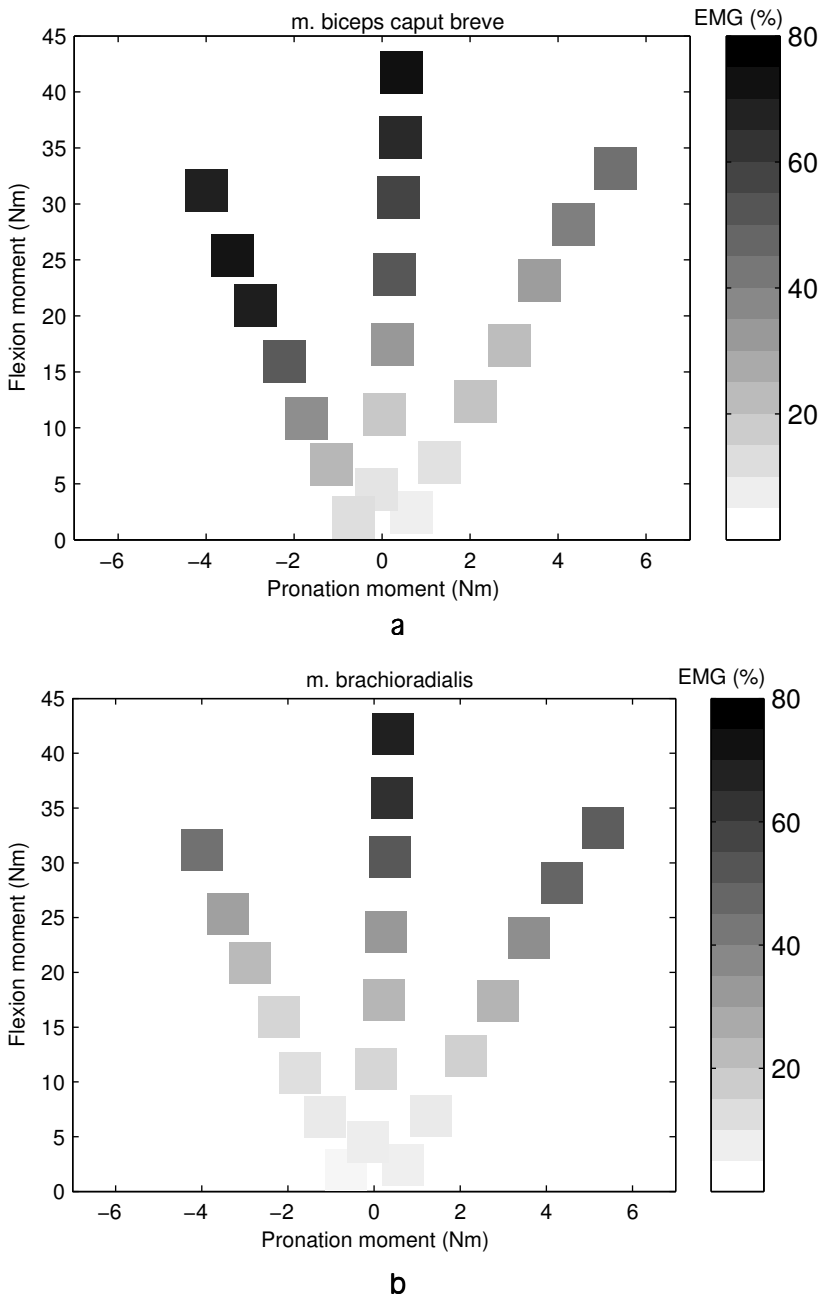 m. biceps caput breve
EMG (%)
45
40
35
30
25
20
15
10
5
0
Flexion moment (Nm)
−6 −4 −2 0 2 4 6
Pronation moment (Nm)
80
60
40
20
a
m. brachioradialis
EMG (%)
45
40
35
30
25
20
15
10
5
0
Flexion moment (Nm)
−6 −4 −2 0 2 4 6
Pronation moment (Nm)
80
60
40
20
b